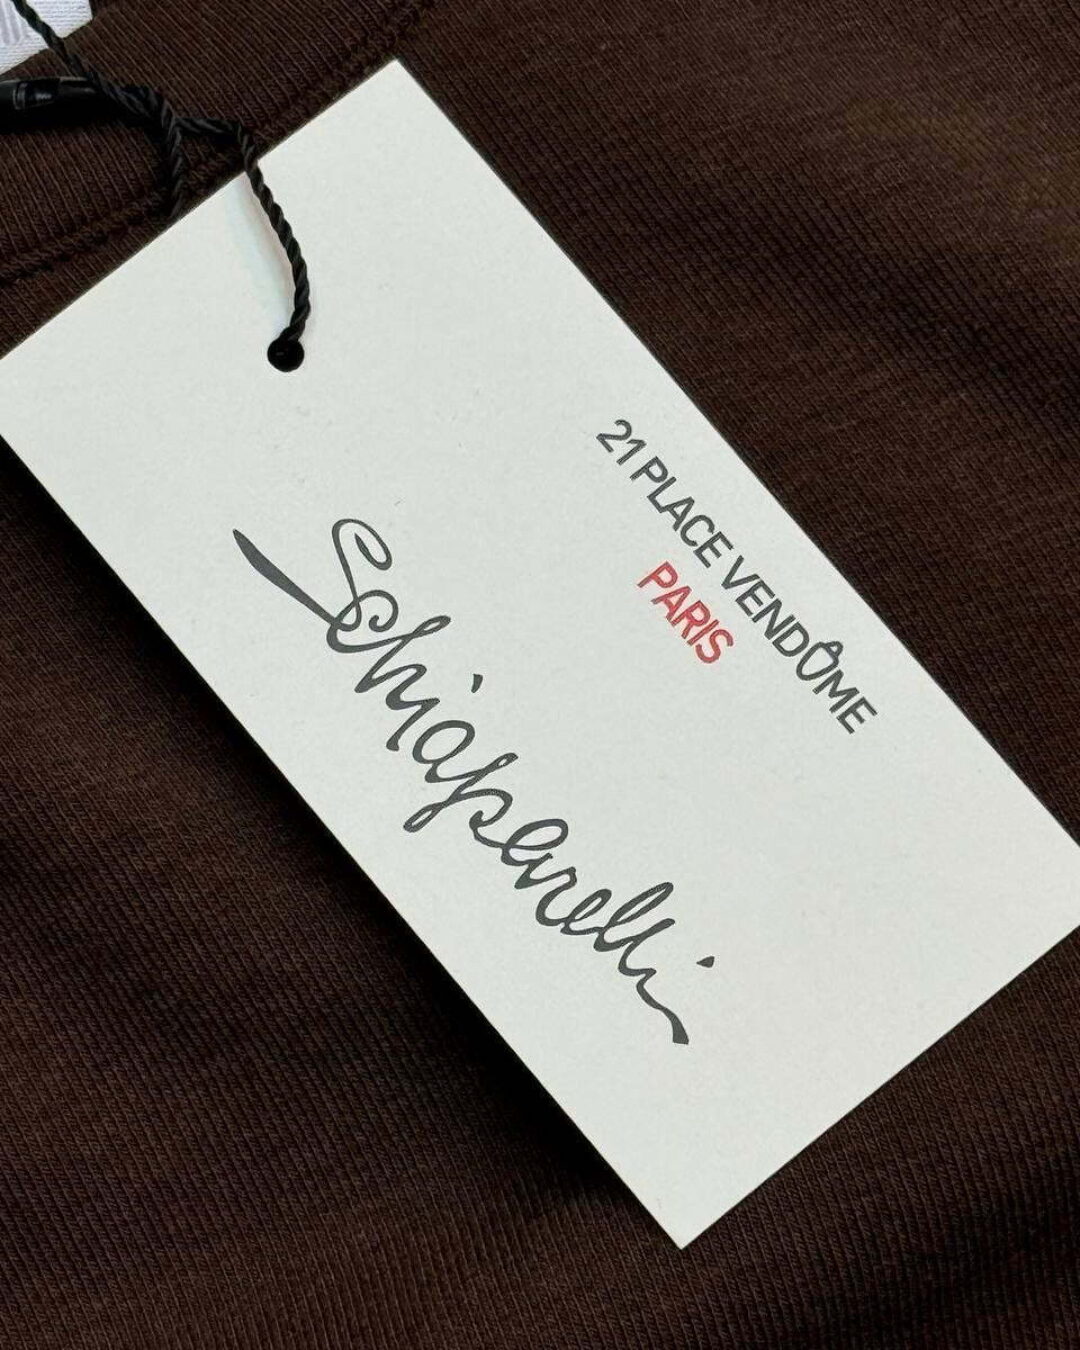 21 PLACE VENDÔME
PARIS
Schiaparelli